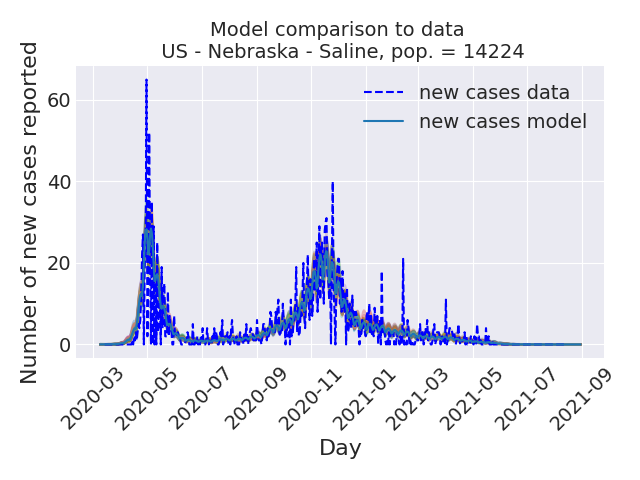 Model comparison to data
US - Nebraska - Saline, pop. = 14224
Number of new cases reported
60
40
20
0
new cases data
new cases model
2020-03
2020-05
2020-07
2020-09
2020-11
2021-01
2021-03
2021-05
2021-07
2021-09
Day